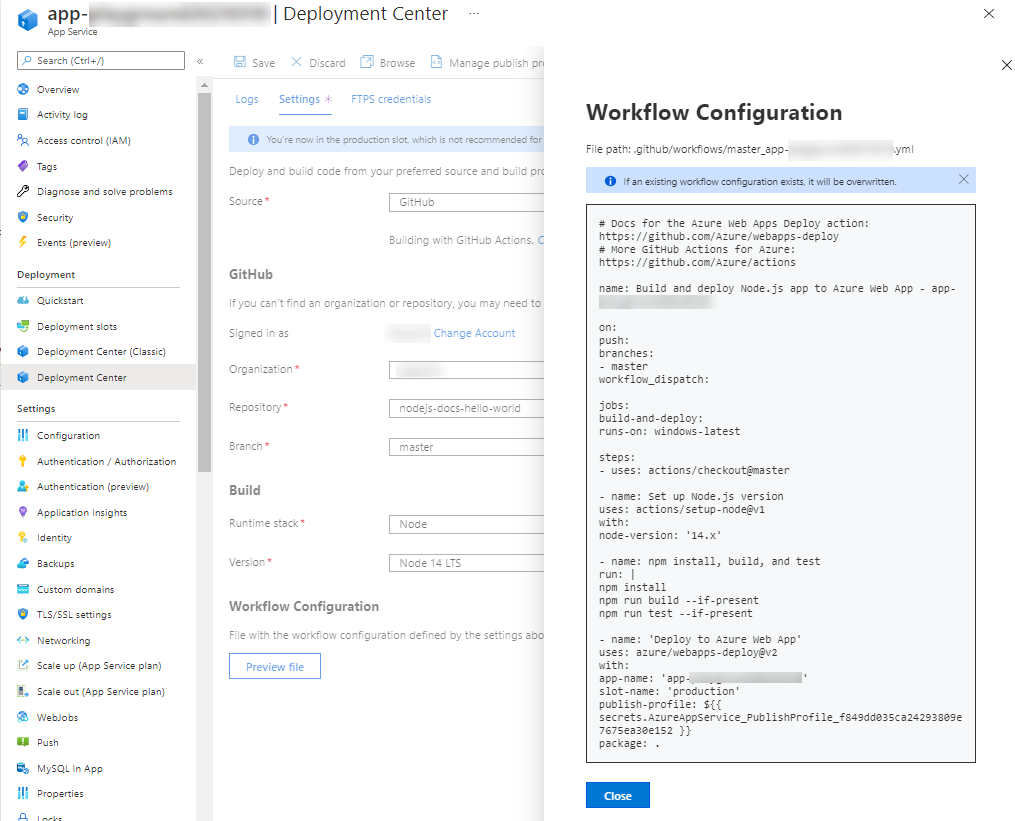 app- | Deployment Center ...
App Service
Search (Ctrl+/)
Overview
Activity log
Access control (IAM)
Tags
Diagnose and solve problems
Security
Events (preview)
Deployment
Quickstart
Deployment slots
Deployment Center (Classic)
Deployment Center
Settings
Configuration
Authentication / Authorization
Authentication (preview)
Application Insights
Identity
Backups
Custom domains
TLS/SSL settings
Networking
Scale up (App Service plan)
Scale out (App Service plan)
WebJobs
Push
MySQL In App
Properties
Locks
Save Discard Browse Manage publish pr
Logs Settings * FTPS credentials
You're now in the production slot, which is not recommended for
Deploy and build code from your preferred source and build pro
Source* GitHub
Building with GitHub Actions. C
GitHub
If you can't find an organization or repository, you may need to
Signed in as Change Account
Organization*
Repository* nodejs-docs-hello-world
Branch* master
Build
Runtime stack* Node
Version* Node 14 LTS
Workflow Configuration
File with the workflow configuration defined by the settings abo
Preview file
Workflow Configuration
File path: .github/workflows/master_app- .yml
If an existing workflow configuration exists, it will be overwritten.
# Docs for the Azure Web Apps Deploy action:
https://github.com/Azure/webapps-deploy
# More GitHub Actions for Azure:
https://github.com/Azure/actions
name: Build and deploy Node.js app to Azure Web App - app-
on:
push:
branches:
- master
workflow_dispatch:
jobs:
build-and-deploy:
runs-on: windows-latest
steps:
- uses: actions/checkout@master
- name: Set up Node.js version
uses: actions/setup-node@v1
with:
node-version: '14.x'
- name: npm install, build, and test
run: |
npm install
npm run build --if-present
npm run test --if-present
- name: 'Deploy to Azure Web App'
uses: azure/webapps-deploy@v2
with:
app-name: 'app- '
slot-name: 'production'
publish-profile: ${{
secrets.AzureAppService_PublishProfile_f849dd035ca24293809e
7675ea30e152 }}
package: .
Close